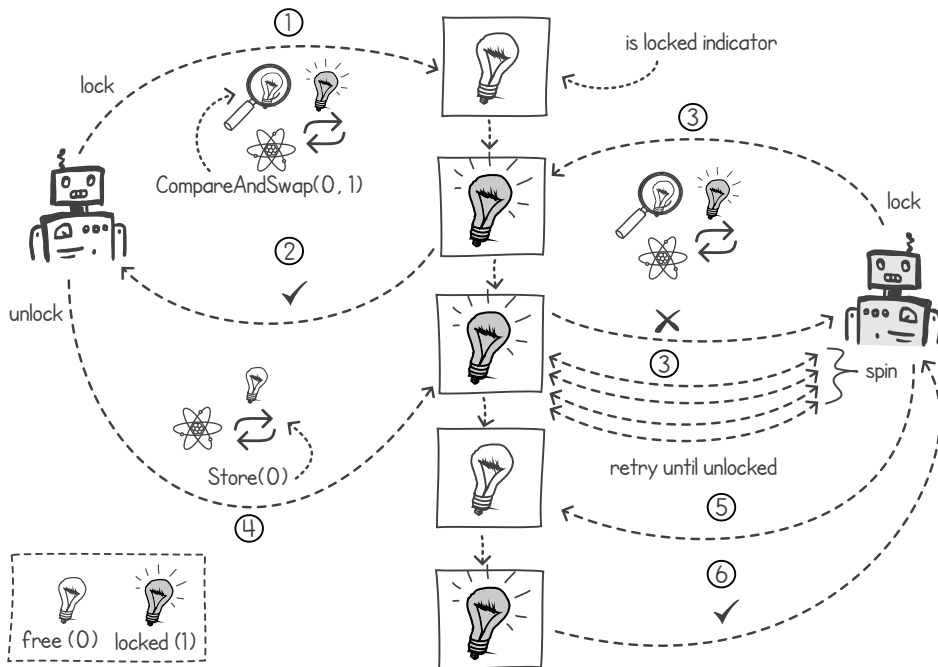 1
is locked indicator
lock
3
CompareAndSwap(0, 1)
lock
2
unlock
3
spin
Store(0)
retry until unlocked
5
4
6
free (0)
locked (1)